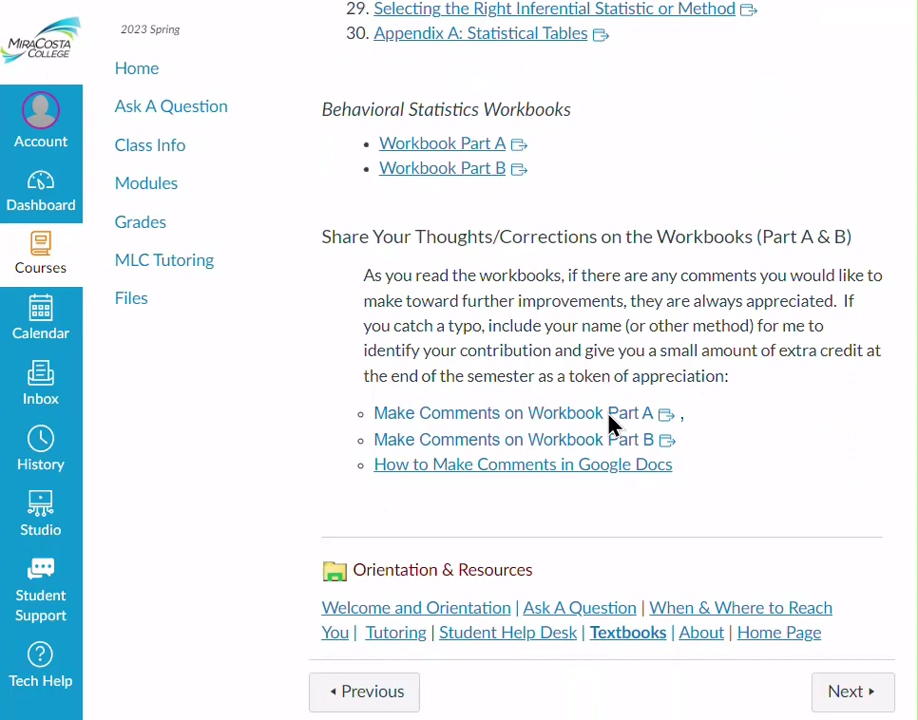 29. Selecting the Right Inferential Statistic or Method
30. Appendix A: Statistical Tables
MIRACOSTA
COLLEGE
2023 Spring
Home
Ask A Question
Class Info
Modules
Grades
MLC Tutoring
Files
Account
Dashboard
Courses
Calendar
Inbox
History
Studio
Student
Support
Tech Help
Behavioral Statistics Workbooks
• Workbook Part A
• Workbook Part B
Share Your Thoughts/Corrections on the Workbooks (Part A & B)
As you read the workbooks, if there are any comments you would like to
make toward further improvements, they are always appreciated. If
you catch a typo, include your name (or other method) for me to
identify your contribution and give you a small amount of extra credit at
the end of the semester as a token of appreciation:
◦ Make Comments on Workbook Part A ,
◦ Make Comments on Workbook Part B
◦ How to Make Comments in Google Docs
Orientation & Resources
Welcome and Orientation | Ask A Question | When & Where to Reach
You | Tutoring | Student Help Desk | Textbooks | About | Home Page
◂ Previous
Next ▸